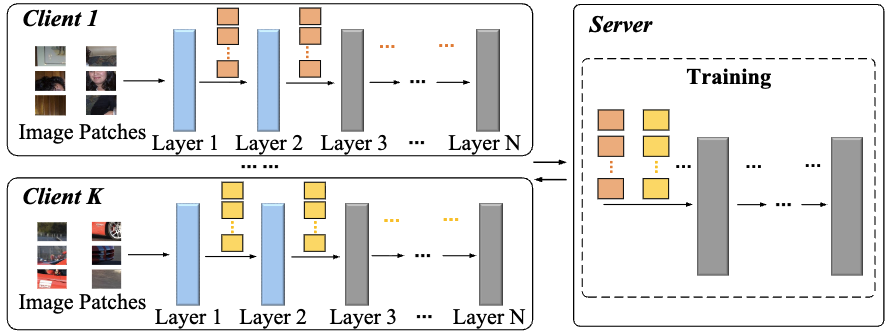 Client 1
Image Patches
Layer 1
Layer 2
Layer 3
...
Layer N
... ...
Client K
Image Patches
Layer 1
Layer 2
Layer 3
...
Layer N
Server
Training